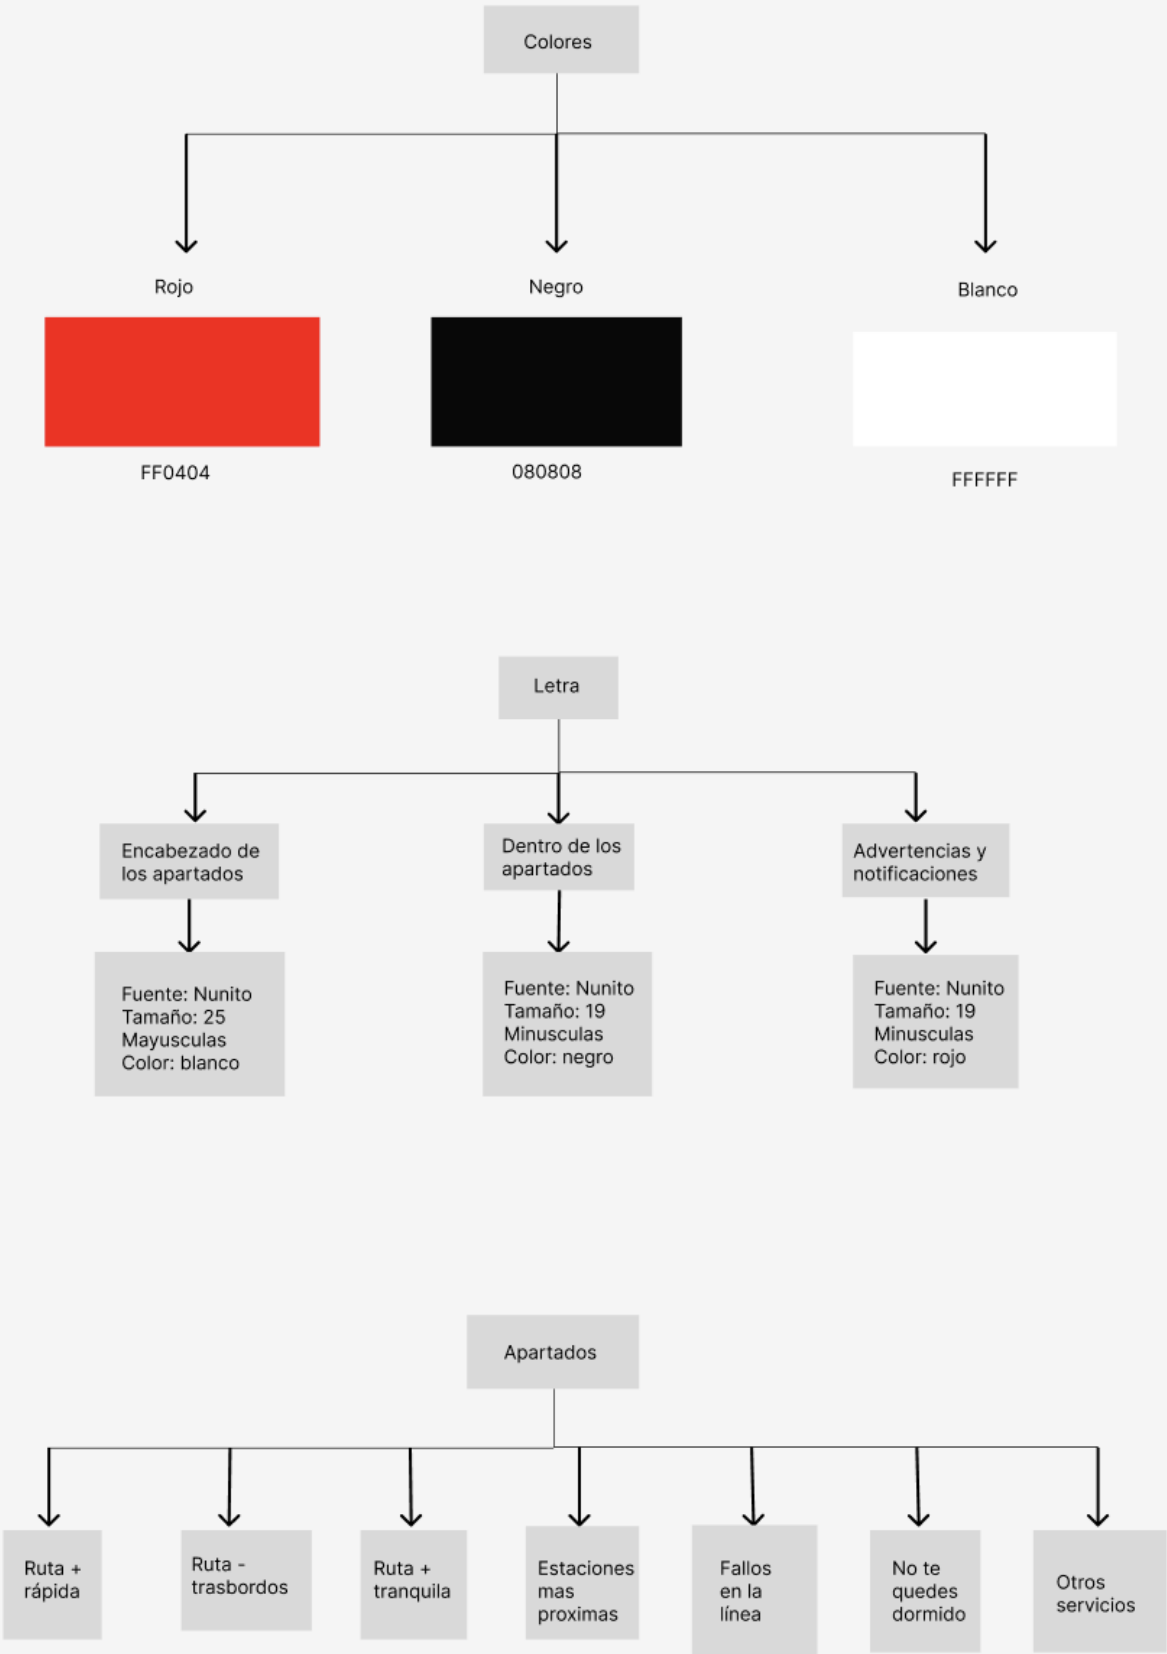 Colores
Rojo
Negro
Blanco
FF0404
080808
FFFFFF
Letra
Encabezado de
los apartados
Dentro de los
apartados
Advertencias y
notificaciones
Fuente: Nunito
Tamaño: 25
Mayusculas
Color: blanco
Fuente: Nunito
Tamaño: 19
Minusculas
Color: negro
Fuente: Nunito
Tamaño: 19
Minusculas
Color: rojo
Apartados
Ruta +
rápida
Ruta -
trasbordos
Ruta +
tranquila
Estaciones
mas
proximas
Fallos
en la
línea
No te
quedes
dormido
Otros
servicios